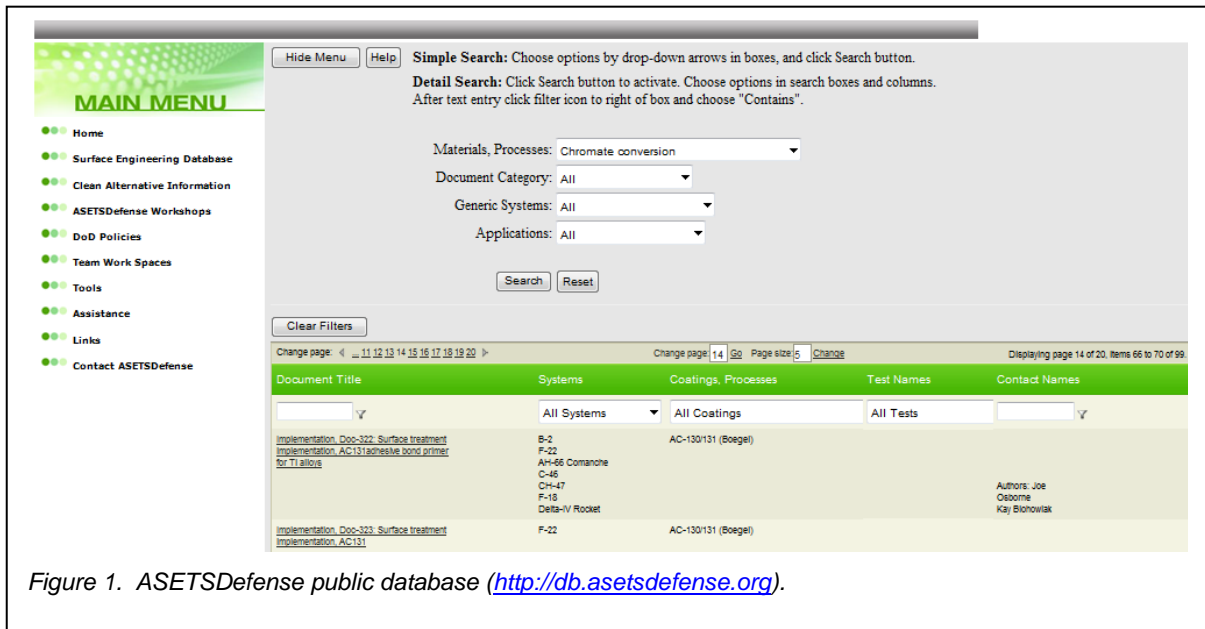 Hide Menu Help Simple Search: Choose options by drop-down arrows in boxes, and click Search button.
Detail Search: Click Search button to activate. Choose options in search boxes and columns.
After text entry click filter icon to right of box and choose "Contains".
MAIN MENU
Home
Surface Engineering Database
Clean Alternative Information
ASETSDefense Workshops
DoD Policies
Team Work Spaces
Tools
Assistance
Links
Contact ASETSDefense
Materials, Processes: Chromate conversion
Document Category: All
Generic Systems: All
Applications: All
Search Reset
Clear Filters
Change page: ... 11 12 13 14 15 16 17 18 19 20 Change page: 14 Go Page size: 5 Change Displaying page 14 of 20, items 66 to 70 of 99.
Document Title Systems Coatings, Processes Test Names Contact Names
All Systems All Coatings All Tests
Implementation, Doo-322: Surface treatment
Implementation, AC131adhesive bond primer
for Ti alloys
B-2
F-22
AH-66 Comanche
C-46
CH-47
F-18
Delta-IV Rocket
AC-130/131 (Boegel)
Authors: Joe
Osborne
Kay Blohowiak
Implementation, Doo-323: Surface treatment
Implementation, AC131
F-22
AC-130/131 (Boegel)
Figure 1. ASETSDefense public database (http://db.asetsdefense.org).